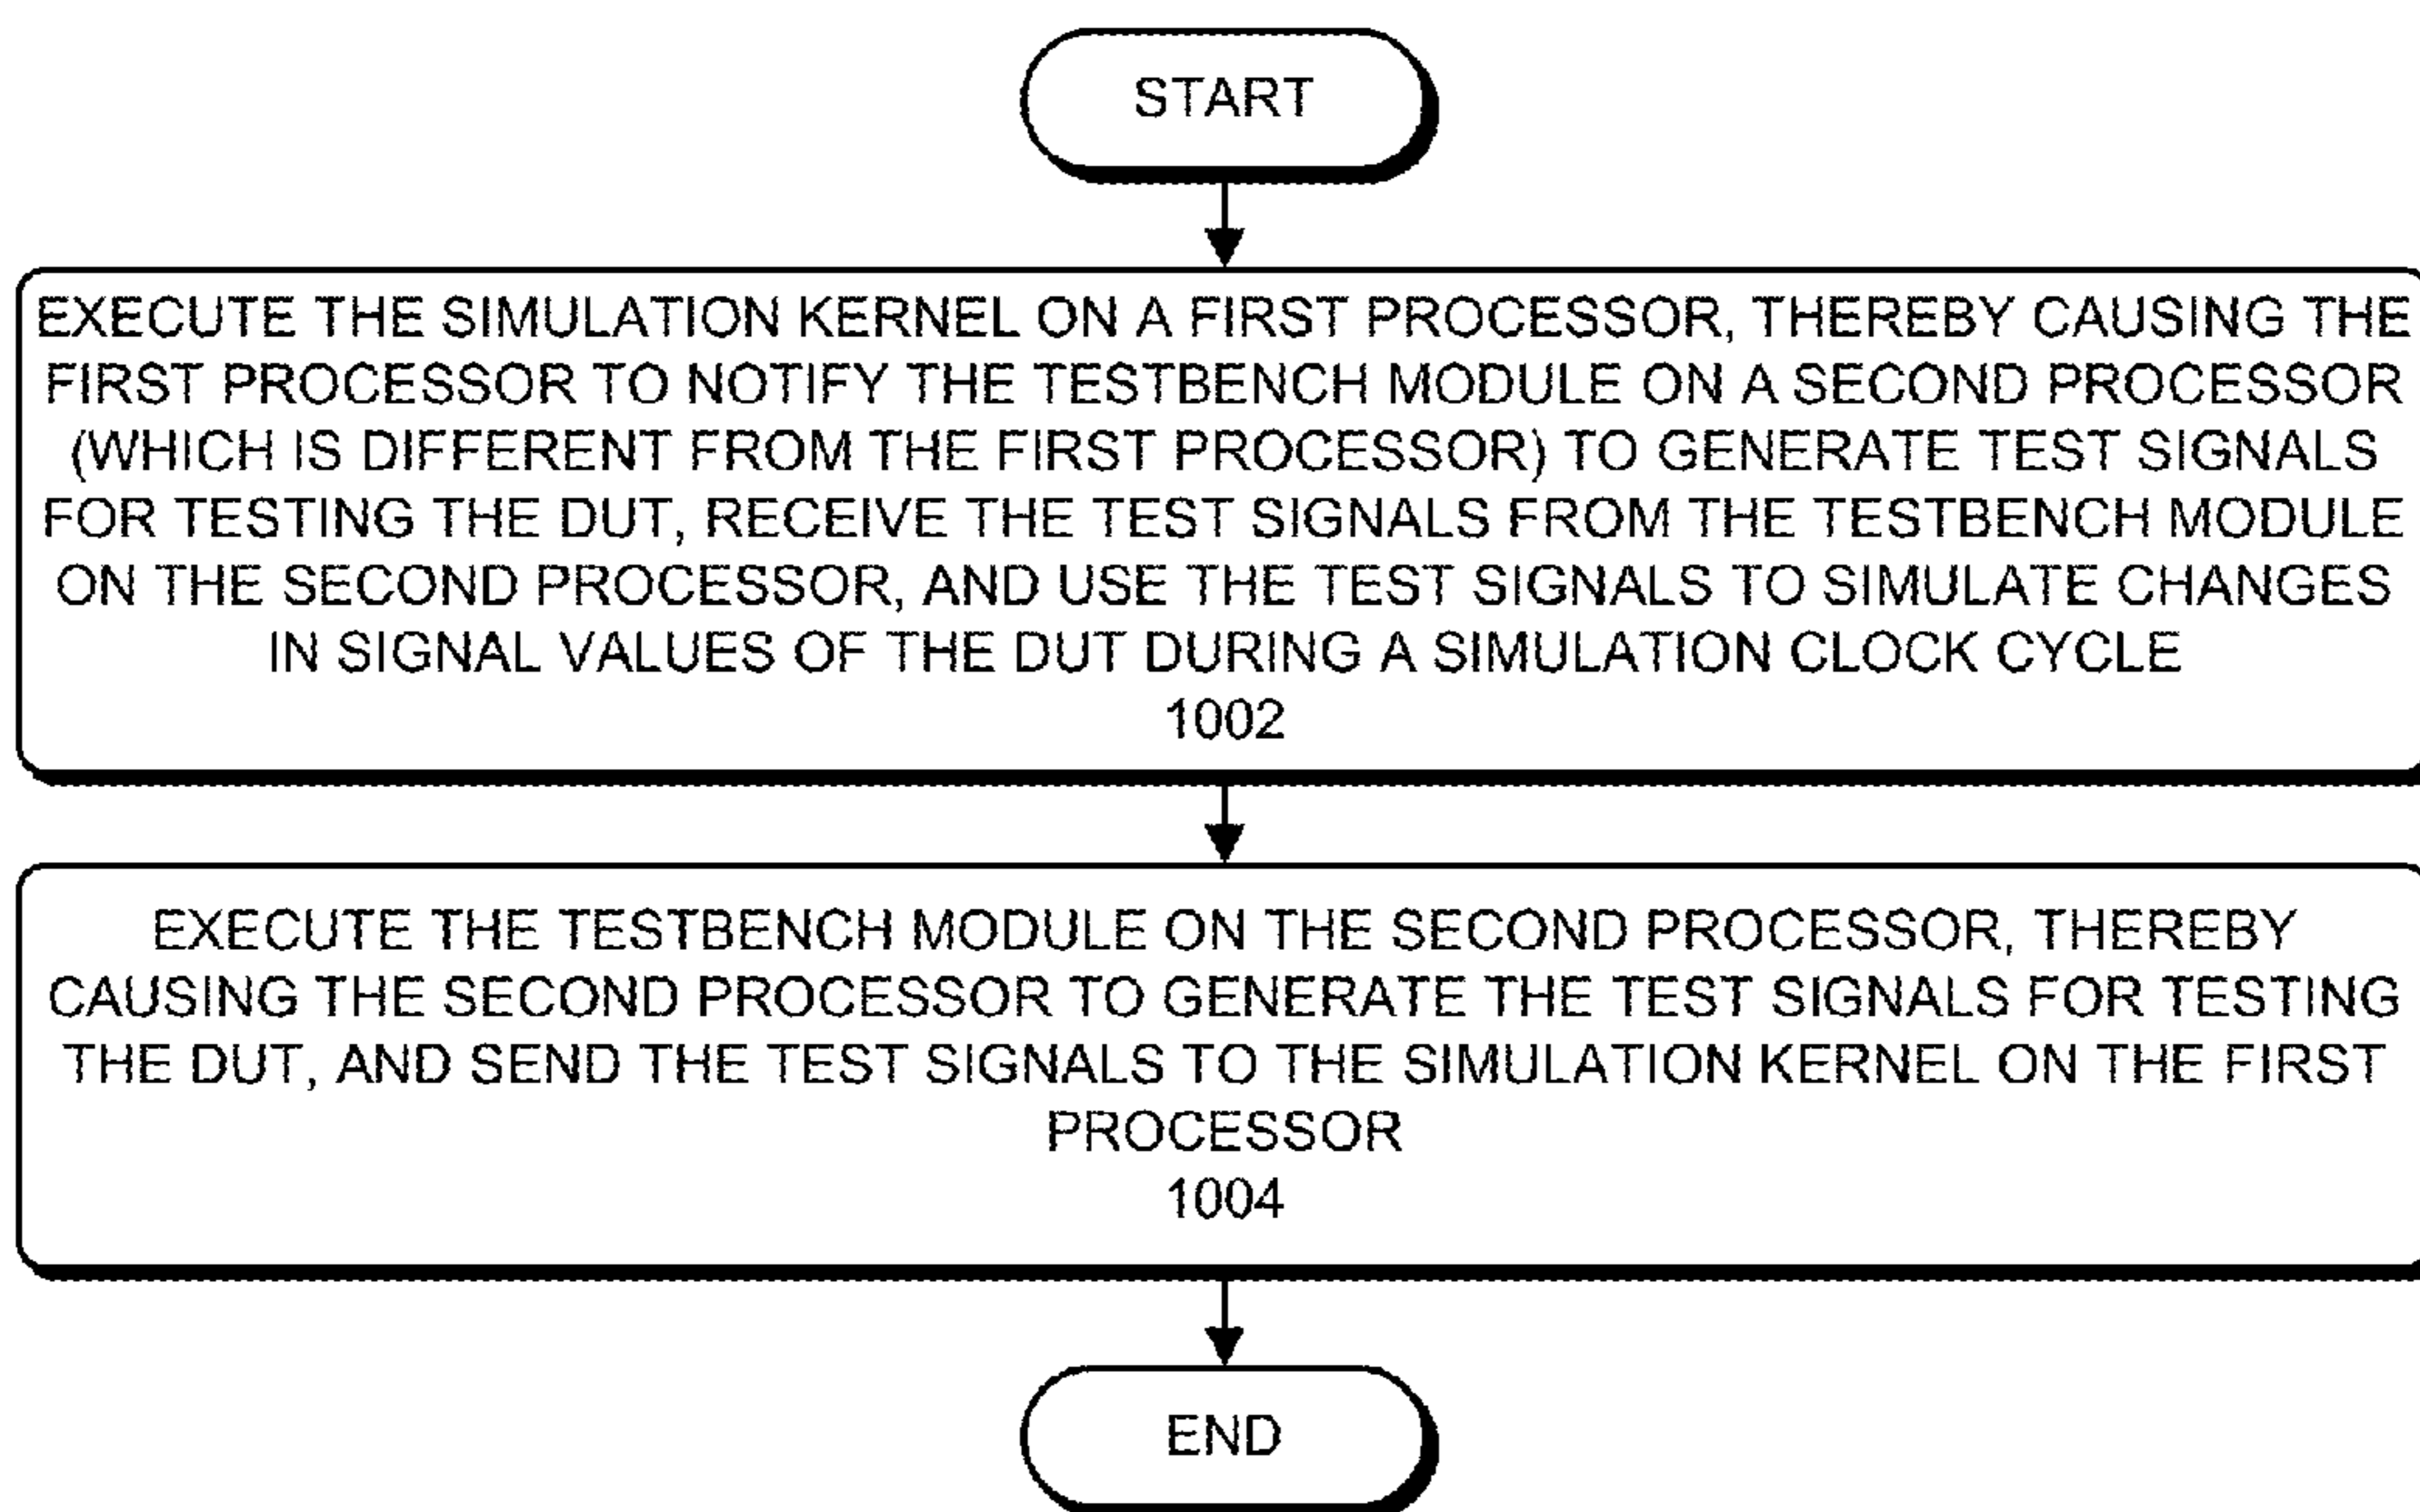 START
EXECUTE THE SIMULATION KERNEL ON A FIRST PROCESSOR, THEREBY CAUSING THE
FIRST PROCESSOR TO NOTIFY THE TESTBENCH MODULE ON A SECOND PROCESSOR
(WHICH IS DIFFERENT FROM THE FIRST PROCESSOR) TO GENERATE TEST SIGNALS
FOR TESTING THE DUT, RECEIVE THE TEST SIGNALS FROM THE TESTBENCH MODULE
ON THE SECOND PROCESSOR, AND USE THE TEST SIGNALS TO SIMULATE CHANGES
IN SIGNAL VALUES OF THE DUT DURING A SIMULATION CLOCK CYCLE
1002
EXECUTE THE TESTBENCH MODULE ON THE SECOND PROCESSOR, THEREBY
CAUSING THE SECOND PROCESSOR TO GENERATE THE TEST SIGNALS FOR TESTING
THE DUT, AND SEND THE TEST SIGNALS TO THE SIMULATION KERNEL ON THE FIRST
PROCESSOR
1004
END